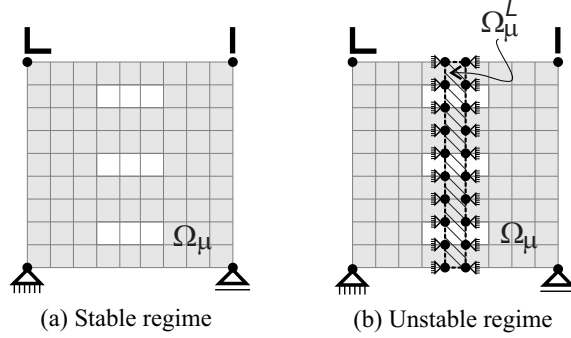 Ω_μ^L
Ω_μ
Ω_μ
(a) Stable regime
(b) Unstable regime